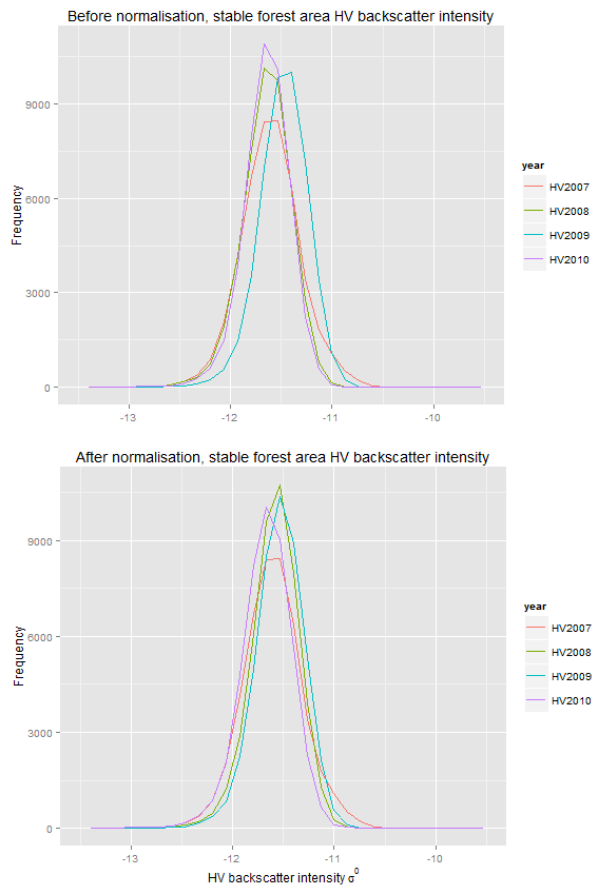 Before normalisation, stable forest area HV backscatter intensity
9000
6000
3000
0
Frequency
-13
-12
-11
-10
year
HV2007
HV2008
HV2009
HV2010
After normalisation, stable forest area HV backscatter intensity
9000
6000
3000
0
Frequency
-13
-12
-11
-10
HV backscatter intensity σ⁰
year
HV2007
HV2008
HV2009
HV2010